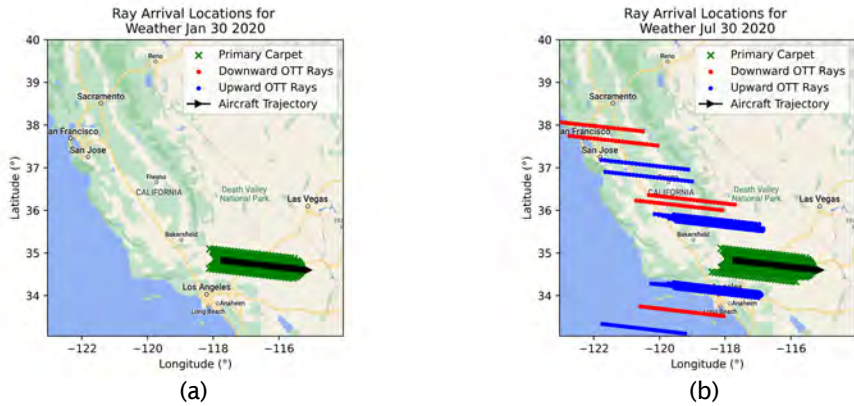 Ray Arrival Locations for
Weather Jan 30 2020
40
39
38
37
36
35
34
Latitude (°)
−122
−120
−118
−116
Longitude (°)
Primary Carpet
Downward OTT Rays
Upward OTT Rays
Aircraft Trajectory
Reno
Sacramento
an Francisco
San Jose
Fresno
CALIFORNIA
Death Valley
National Park
Las Vegas
Bakersfield
Los Angeles
Anaheim
Long Beach
(a)
Ray Arrival Locations for
Weather Jul 30 2020
40
39
38
37
36
35
34
Latitude (°)
−122
−120
−118
−116
Longitude (°)
Primary Carpet
Downward OTT Rays
Upward OTT Rays
Aircraft Trajectory
Reno
Sacramento
an Francisco
San Jose
Fresno
CALIFORNIA
Death Valley
National Park
Las Vegas
Bakersfield
Angeles
Anaheim
Long Beach
(b)